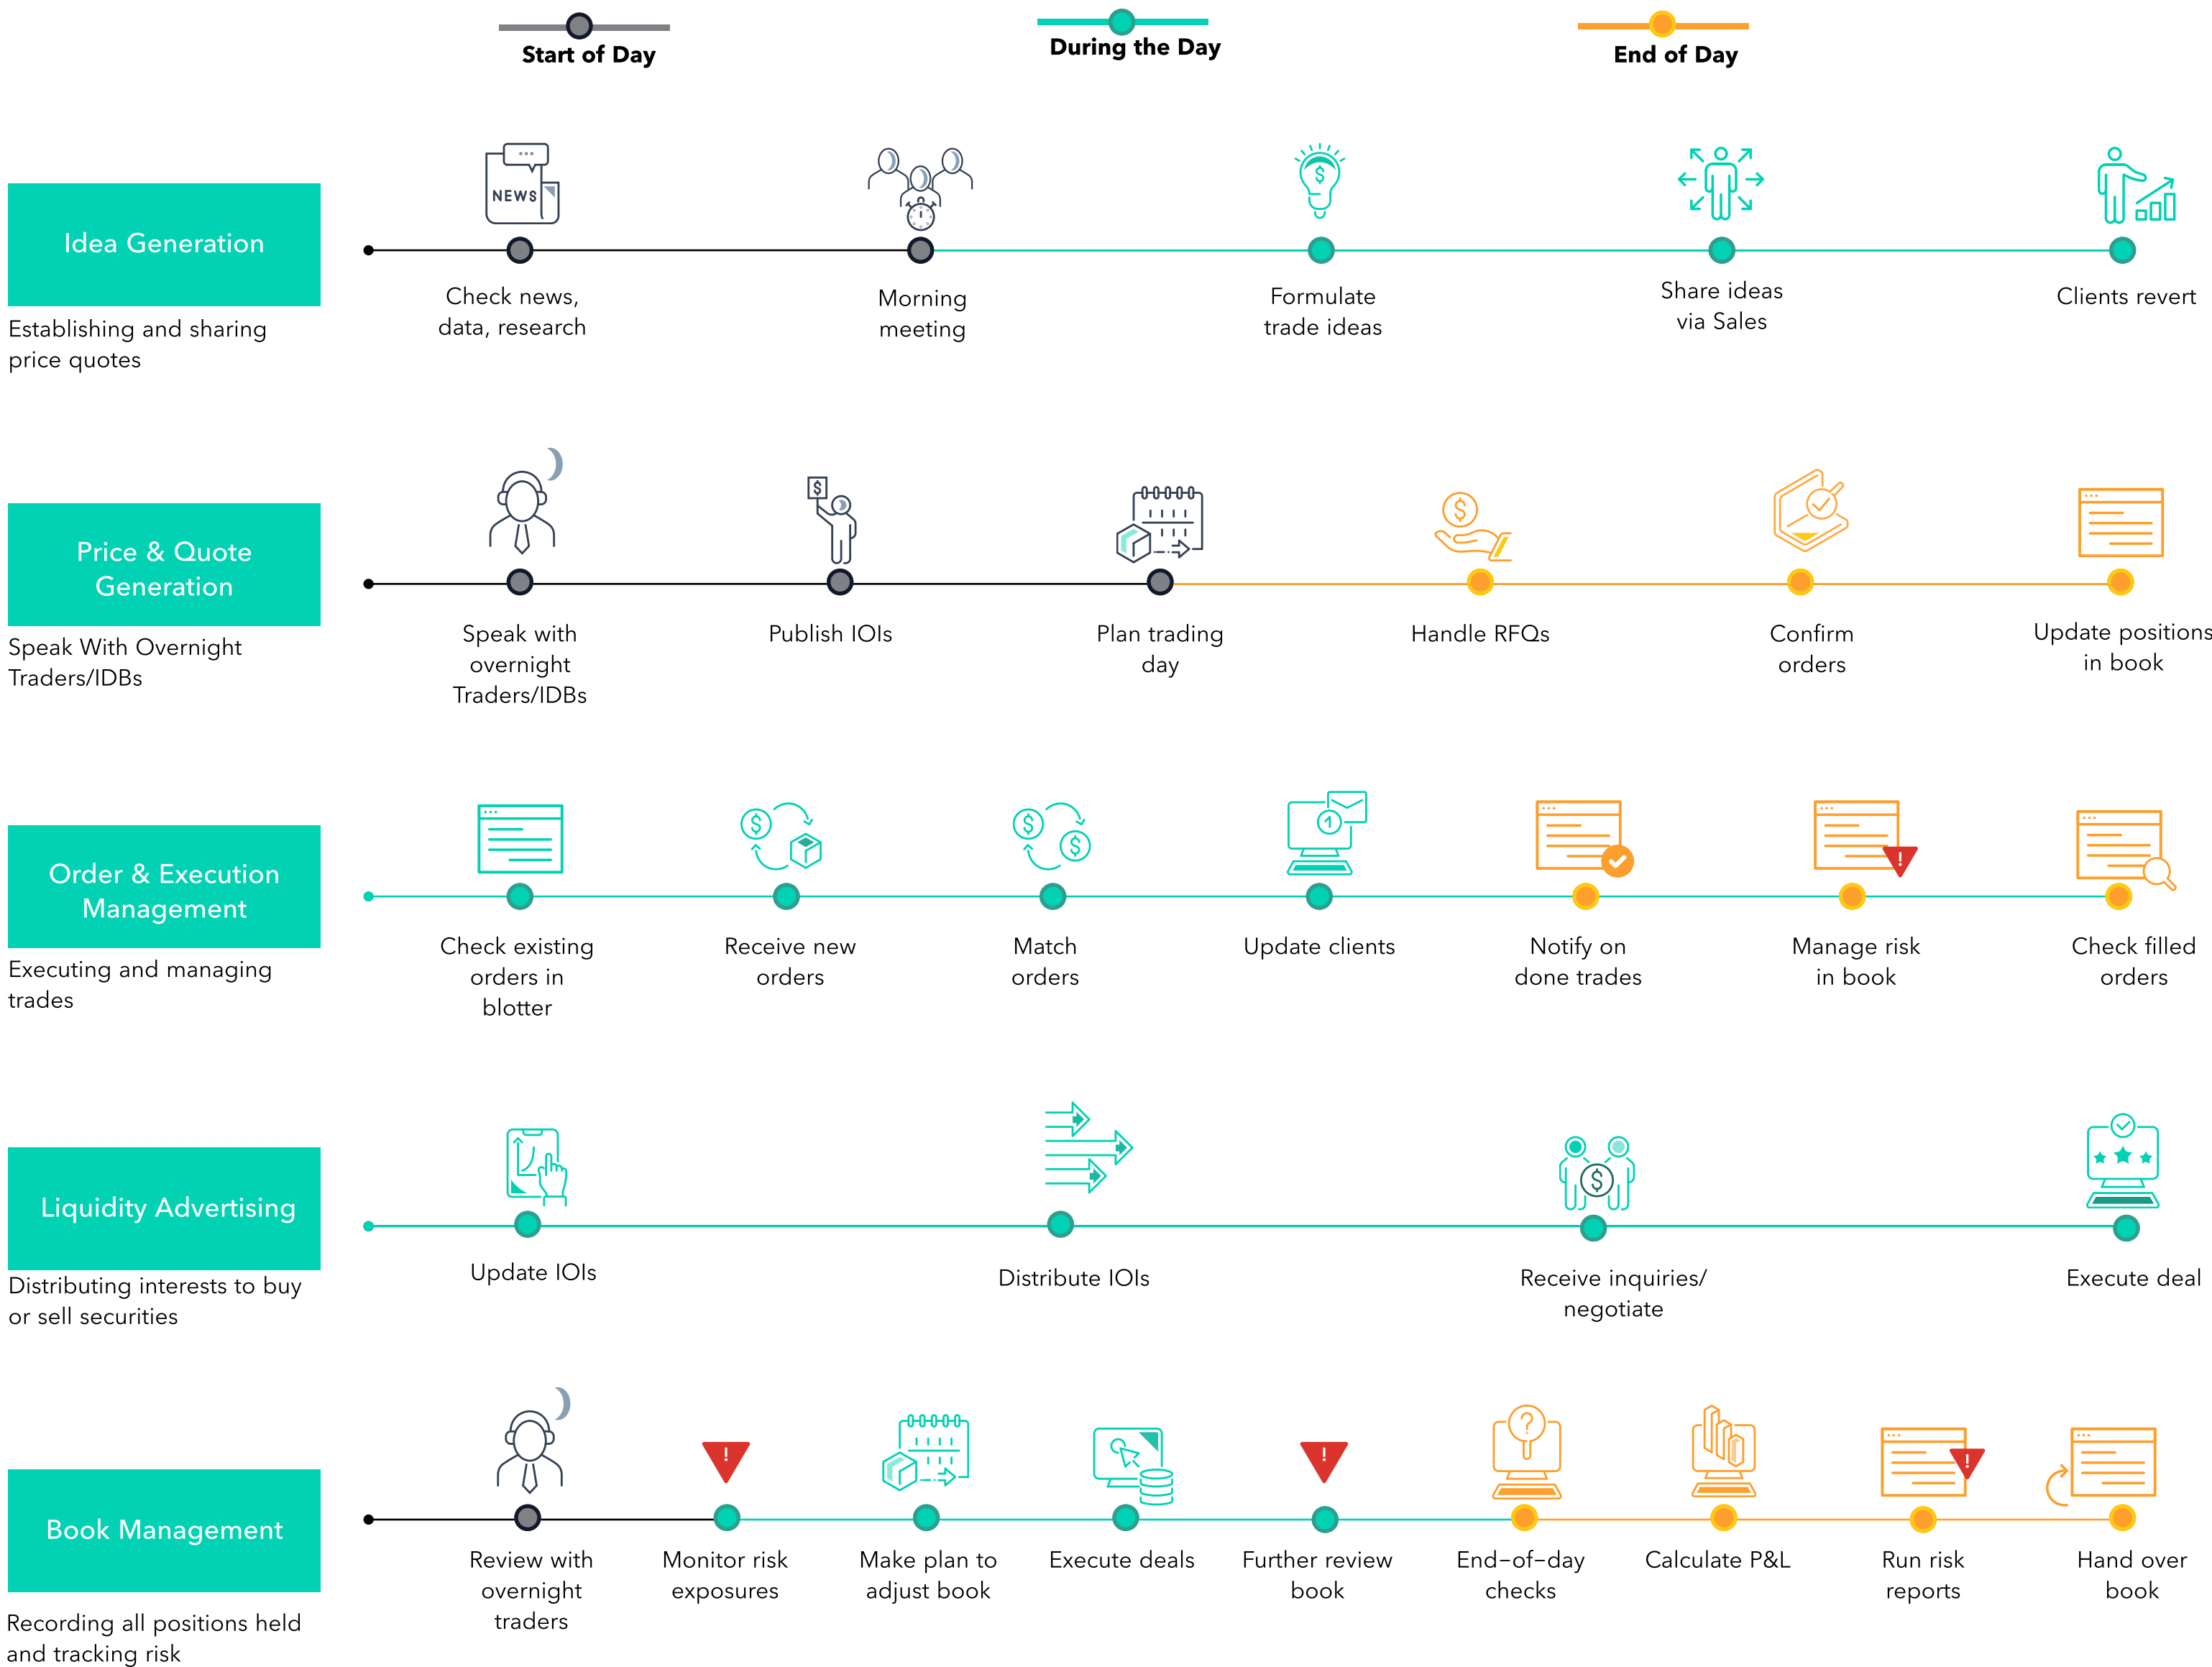 Start of Day
During the Day
End of Day
NEWS
Idea Generation
Check news,
data, research
Morning
meeting
Formulate
trade ideas
Share ideas
via Sales
Clients revert
Establishing and sharing
price quotes
$
$
$
Price & Quote
Generation
Speak with
overnight
Traders/IDBs
Publish IOIs
Plan trading
day
Handle RFQs
Confirm
orders
Update positions
in book
Speak With Overnight
Traders/IDBs
$
$
$
1
!
Order & Execution
Management
Check existing
orders in
blotter
Receive new
orders
Match
orders
Update clients
Notify on
done trades
Manage risk
in book
Check filled
orders
Executing and managing
trades
$
Liquidity Advertising
Update IOIs
Distribute IOIs
Receive inquiries/
negotiate
Execute deal
Distributing interests to buy
or sell securities
!
!
?
!
Book Management
Review with
overnight
traders
Monitor risk
exposures
Make plan to
adjust book
Execute deals
Further review
book
End-of-day
checks
Calculate P&L
Run risk
reports
Hand over
book
Recording all positions held
and tracking risk